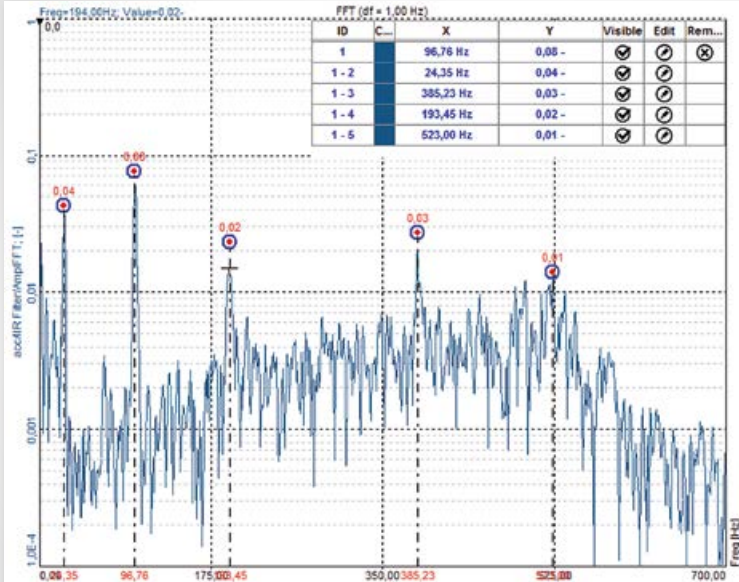 Freq=194,00Hz; Value=0,02-
FFT (df = 1,00 Hz)
0,0
ID C... X Y Visible Edit Rem...
1 96,76 Hz 0,08 -
1 - 2 24,35 Hz 0,04 -
1 - 3 385,23 Hz 0,03 -
1 - 4 193,45 Hz 0,02 -
1 - 5 523,00 Hz 0,01 -
1
0,1
0,01
0,001
1,0E-4
acc/IIR Filter/AmplFFT; [-]
0,04
0,08
0,02
0,03
0,01
96,76
350,00
385,23
700,00
Freq [Hz]